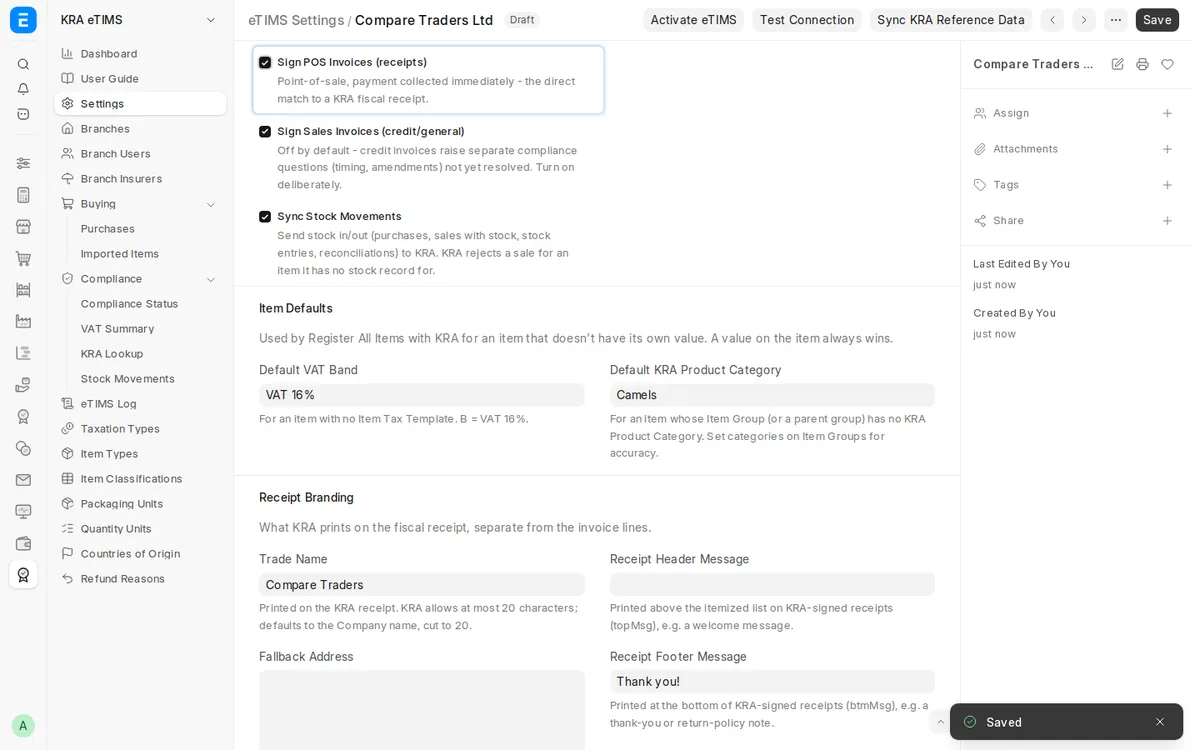 KRA eTIMS
eTIMS Settings / Compare Traders Ltd
Draft
Activate eTIMS
Test Connection
Sync KRA Reference Data
Save
Dashboard
User Guide
Settings
Branches
Branch Users
Branch Insurers
Buying
Purchases
Imported Items
Compliance
Compliance Status
VAT Summary
KRA Lookup
Stock Movements
eTIMS Log
Taxation Types
Item Types
Item Classifications
Packaging Units
Quantity Units
Countries of Origin
Refund Reasons
A
Sign POS Invoices (receipts)
Point-of-sale, payment collected immediately - the direct
match to a KRA fiscal receipt.
Sign Sales Invoices (credit/general)
Off by default - credit invoices raise separate compliance
questions (timing, amendments) not yet resolved. Turn on
deliberately.
Sync Stock Movements
Send stock in/out (purchases, sales with stock, stock
entries, reconciliations) to KRA. KRA rejects a sale for an
item it has no stock record for.
Item Defaults
Used by Register All Items with KRA for an item that doesn't have its own value. A value on the item always wins.
Default VAT Band
VAT 16%
For an item with no Item Tax Template. B = VAT 16%.
Default KRA Product Category
Camels
For an item whose Item Group (or a parent group) has no KRA
Product Category. Set categories on Item Groups for
accuracy.
Receipt Branding
What KRA prints on the fiscal receipt, separate from the invoice lines.
Trade Name
Compare Traders
Printed on the KRA receipt. KRA allows at most 20 characters;
defaults to the Company name, cut to 20.
Fallback Address
Receipt Header Message
Printed above the itemized list on KRA-signed receipts
(topMsg), e.g. a welcome message.
Receipt Footer Message
Thank you!
Printed at the bottom of KRA-signed receipts (btmMsg), e.g. a
thank-you or return-policy note.
Compare Traders ...
Assign
Attachments
Tags
Share
Last Edited By You
just now
Created By You
just now
Saved